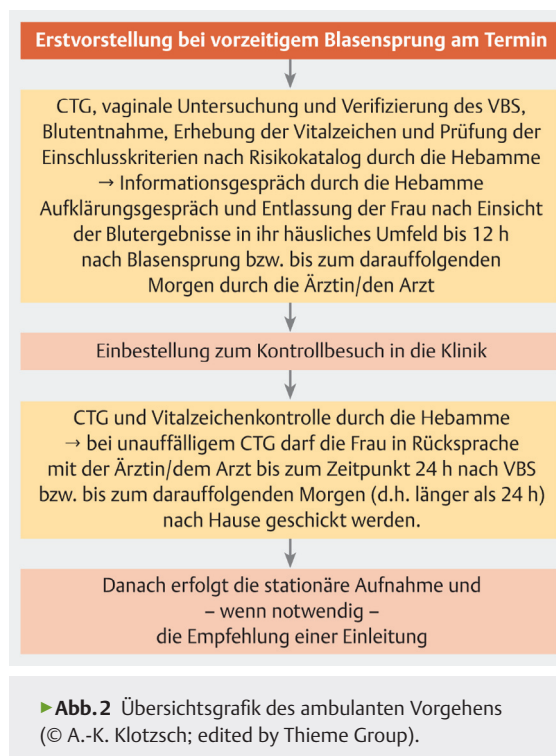 Erstvorstellung bei vorzeitigem Blasensprung am Termin
CTG, vaginale Untersuchung und Verifizierung des VBS,
Blutentnahme, Erhebung der Vitalzeichen und Prüfung der
Einschlusskriterien nach Risikokatalog durch die Hebamme
→ Informationsgespräch durch die Hebamme
Aufklärungsgespräch und Entlassung der Frau nach Einsicht
der Blutergebnisse in ihr häusliches Umfeld bis 12 h
nach Blasensprung bzw. bis zum darauffolgenden
Morgen durch die Ärztin/den Arzt
Einbestellung zum Kontrollbesuch in die Klinik
CTG und Vitalzeichenkontrolle durch die Hebamme
→ bei unauffälligem CTG darf die Frau in Rücksprache
mit der Ärztin/dem Arzt bis zum Zeitpunkt 24 h nach VBS
bzw. bis zum darauffolgenden Morgen (d.h. länger als 24 h)
nach Hause geschickt werden.
Danach erfolgt die stationäre Aufnahme und
– wenn notwendig –
die Empfehlung einer Einleitung
►Abb. 2 Übersichtsgrafik des ambulanten Vorgehens
(© A.-K. Klotzsch; edited by Thieme Group).